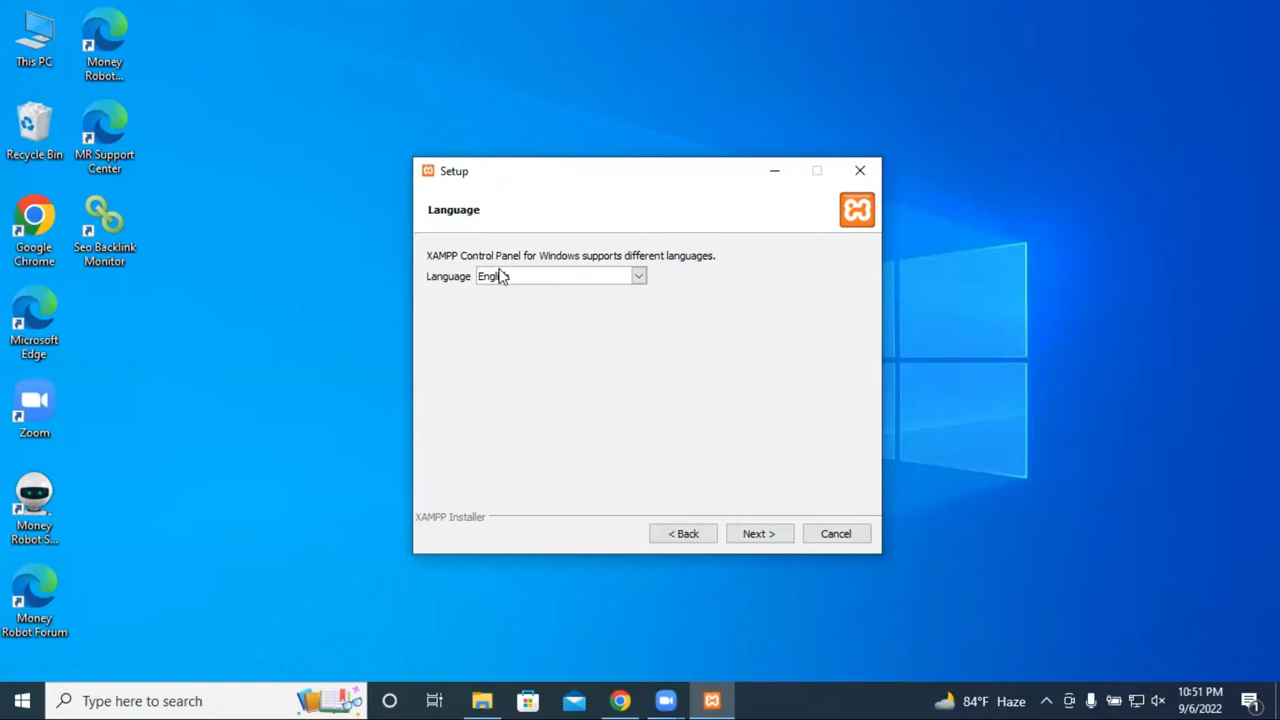 This PC
Money
Robot...
Recycle Bin
MR Support
Center
Google
Chrome
Seo Backlink
Monitor
Microsoft
Edge
Zoom
Money
Robot S...
Money
Robot Forum
Setup
Language
XAMPP Control Panel for Windows supports different languages.
Language English
XAMPP Installer
< Back Next > Cancel
Type here to search
84°F Haze
10:51 PM
9/6/2022
1